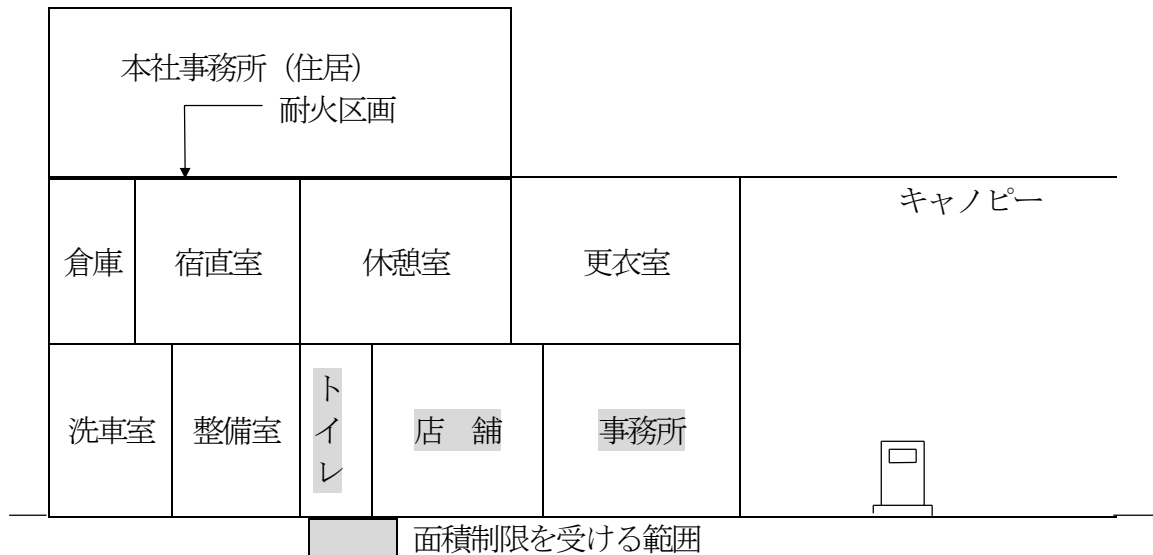 本社事務所（住居）
耐火区画
キャノピー
倉庫
宿直室
休憩室
更衣室
洗車室
整備室
トイレ
店　舗
事務所
面積制限を受ける範囲